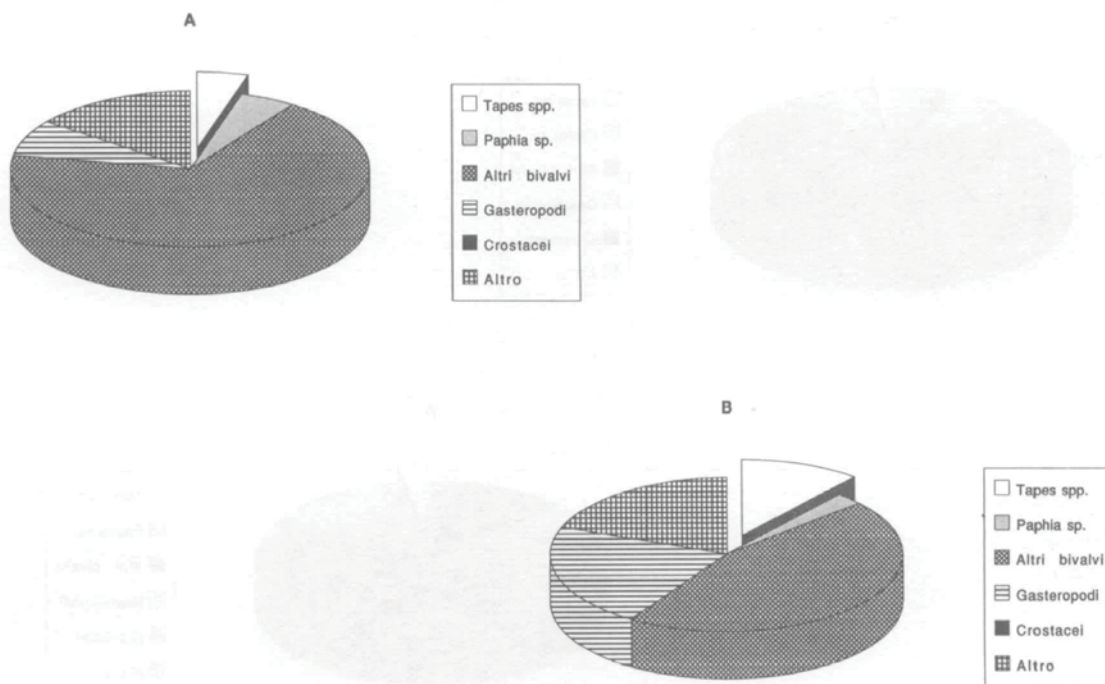 A
Tapes spp.
Paphia sp.
Altri bivalvi
Gasteropodi
Crostacei
Altro
B
Tapes spp.
Paphia sp.
Altri bivalvi
Gasteropodi
Crostacei
Altro